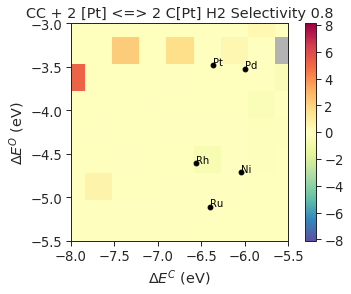 CC + 2 [Pt] <=> 2 C[Pt] H2 Selectivity 0.8
−3.0
−3.5
−4.0
−4.5
−5.0
−5.5
ΔE^O (eV)
Pt
Pd
Rh
Ni
Ru
−8.0
−7.5
−7.0
−6.5
−6.0
−5.5
ΔE^C (eV)
8
6
4
2
0
−2
−4
−6
−8